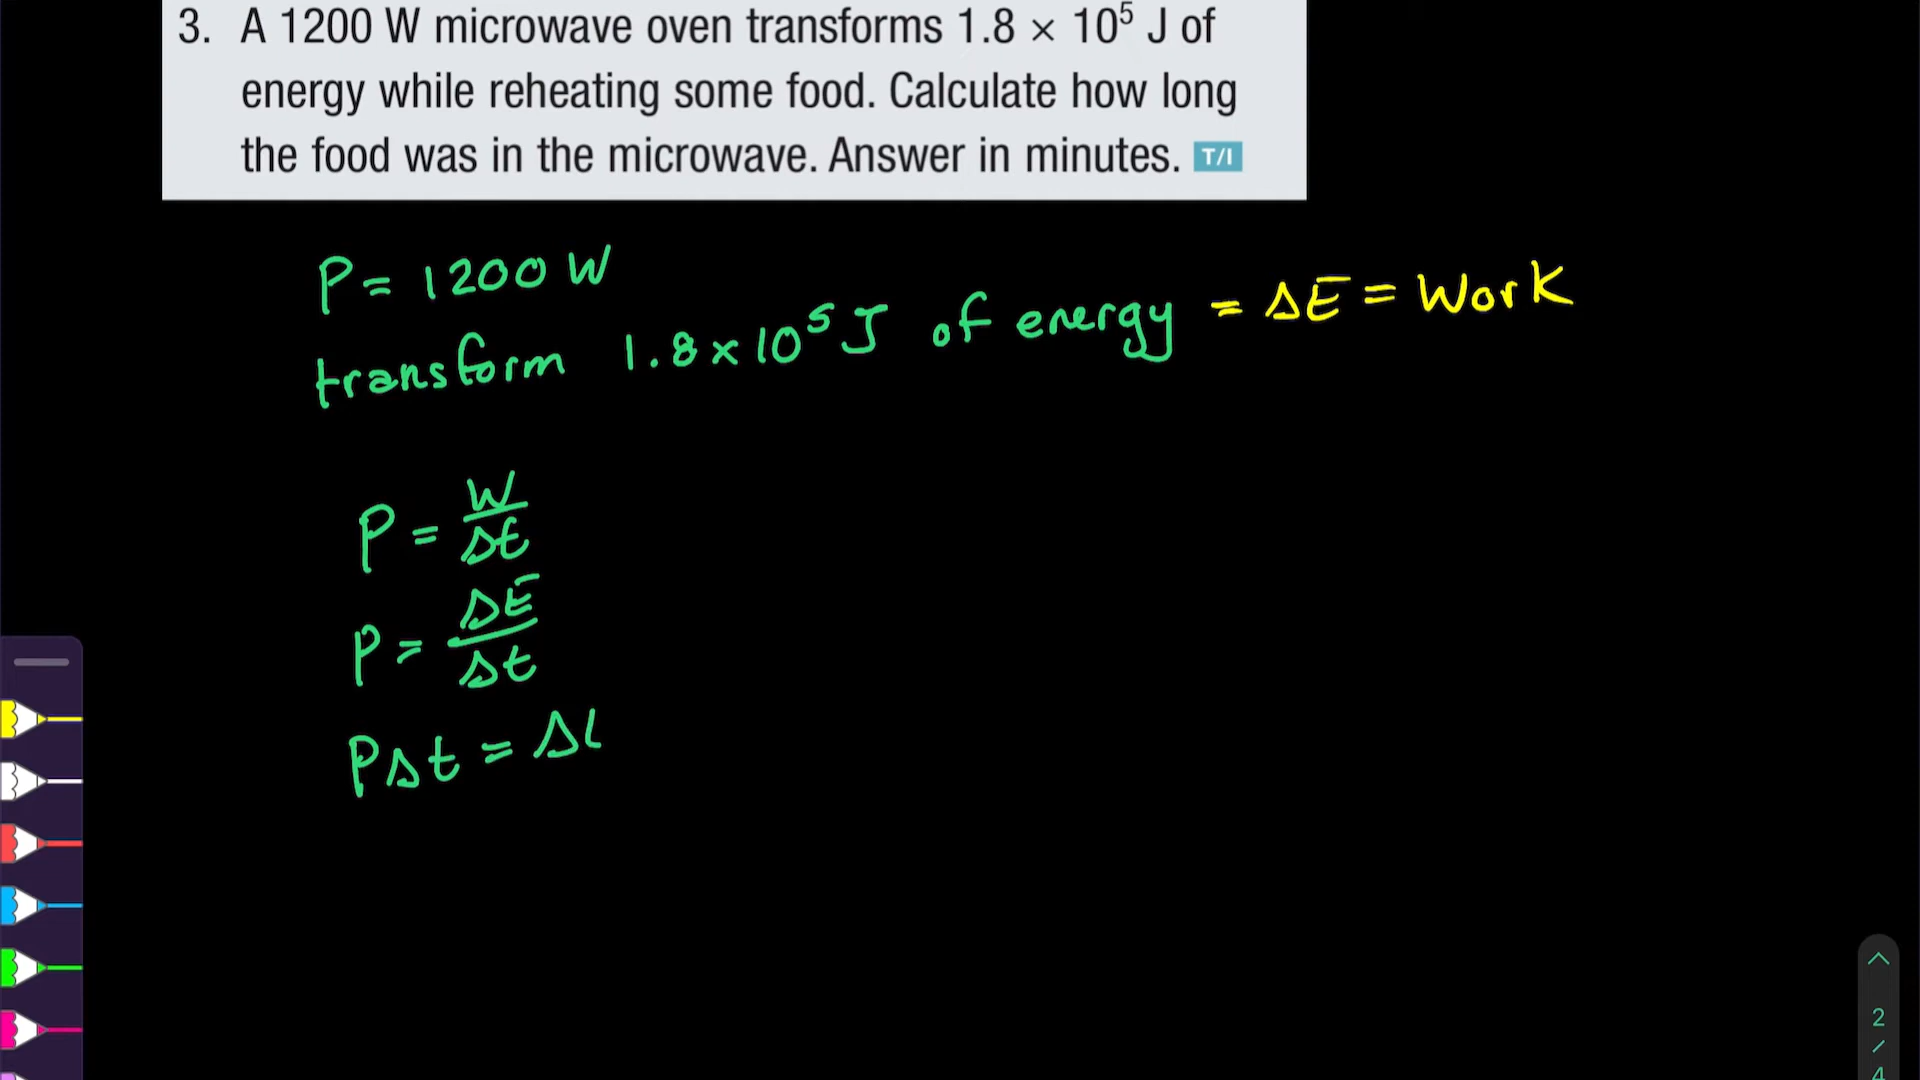 3. A 1200 W microwave oven transforms 1.8 × 10⁵ J of
energy while reheating some food. Calculate how long
the food was in the microwave. Answer in minutes. T/I
P = 1200 W
transform 1.8 x 10⁵ J of energy = ΔE = Work
P = W/Δt
P = ΔE/Δt
PΔt = Δ
2
/
4